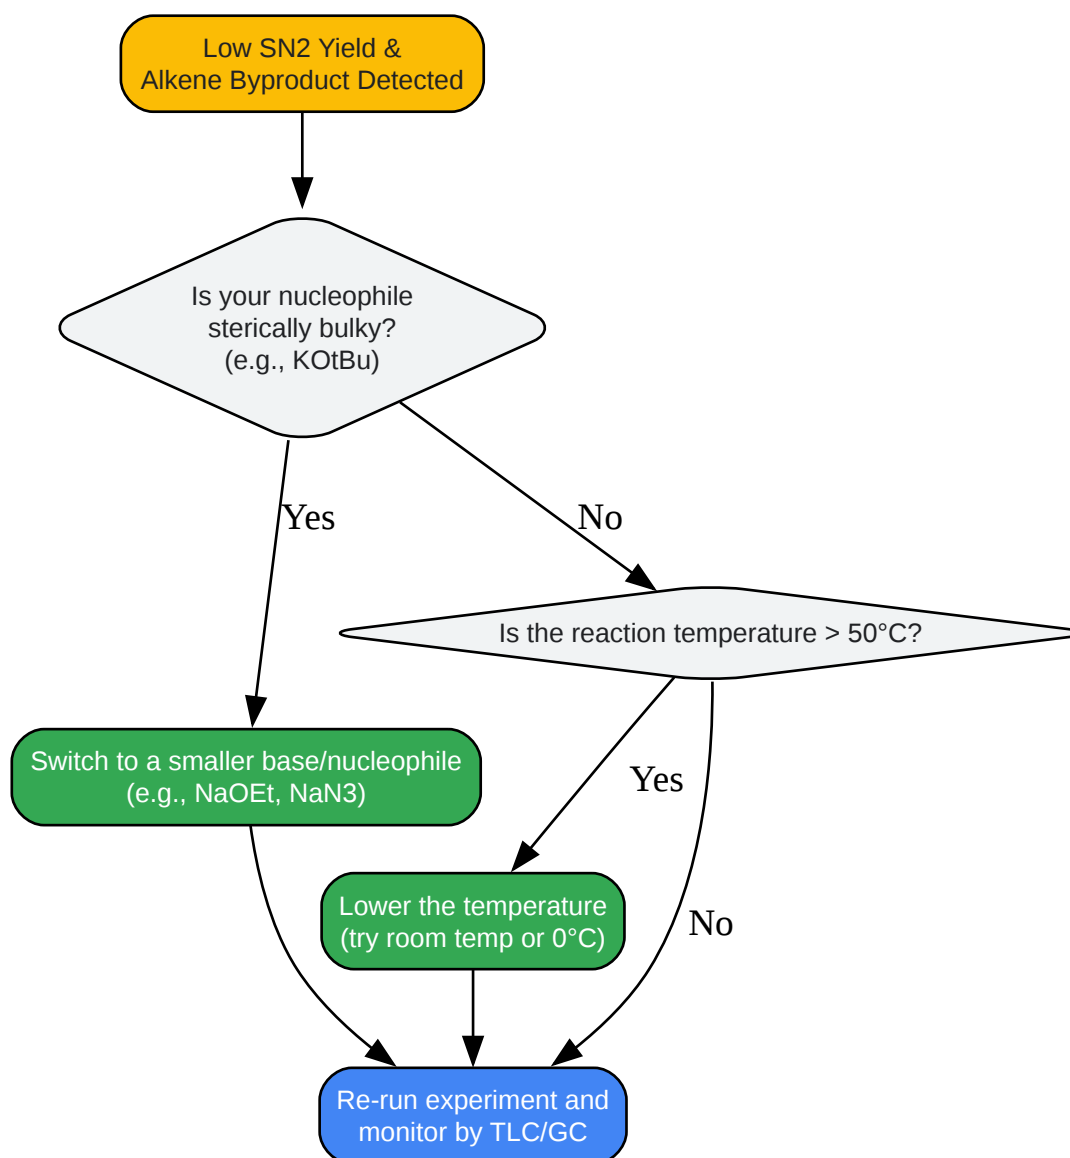 Low SN2 Yield &
Alkene Byproduct Detected
Is your nucleophile
sterically bulky?
(e.g., KOtBu)
Yes
No
Is the reaction temperature > 50°C?
Switch to a smaller base/nucleophile
(e.g., NaOEt, NaN3)
Yes
Lower the temperature
(try room temp or 0°C)
No
Re-run experiment and
monitor by TLC/GC